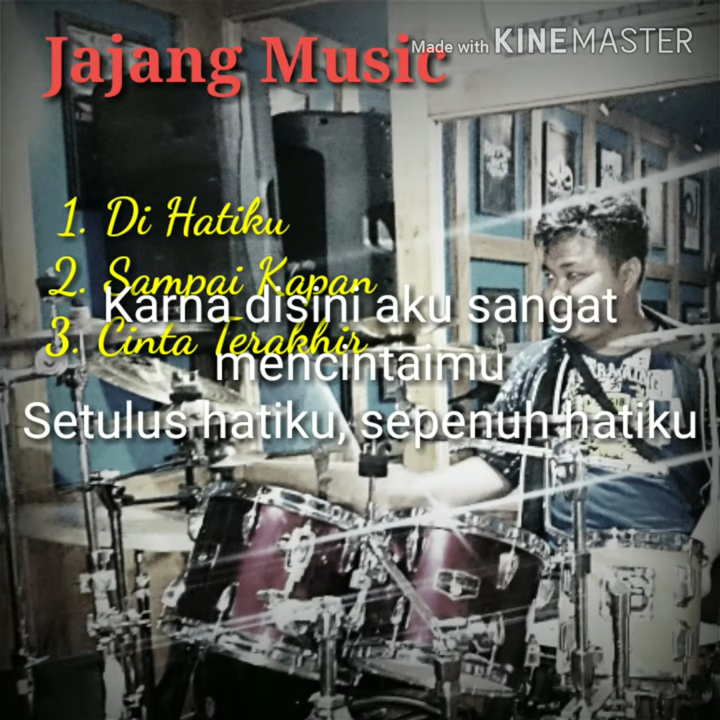 Jajang Music
Made with KINEMASTER
1. Di Hatiku
2. Sampai Kapan
3. Cinta Terakhir
Karna disini aku sangat
mencintaimu
Setulus hatiku, sepenuh hatiku